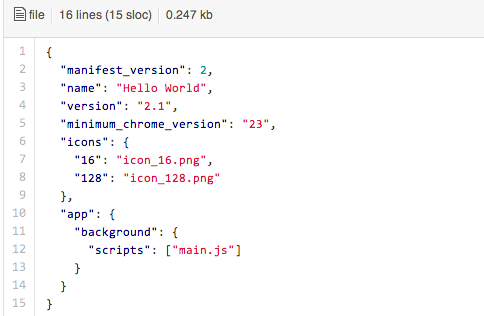 file 16 lines (15 sloc) 0.247 kb
1 {
2   "manifest_version": 2,
3   "name": "Hello World",
4   "version": "2.1",
5   "minimum_chrome_version": "23",
6   "icons": {
7     "16": "icon_16.png",
8     "128": "icon_128.png"
9   },
10   "app": {
11     "background": {
12       "scripts": ["main.js"]
13     }
14   }
15 }